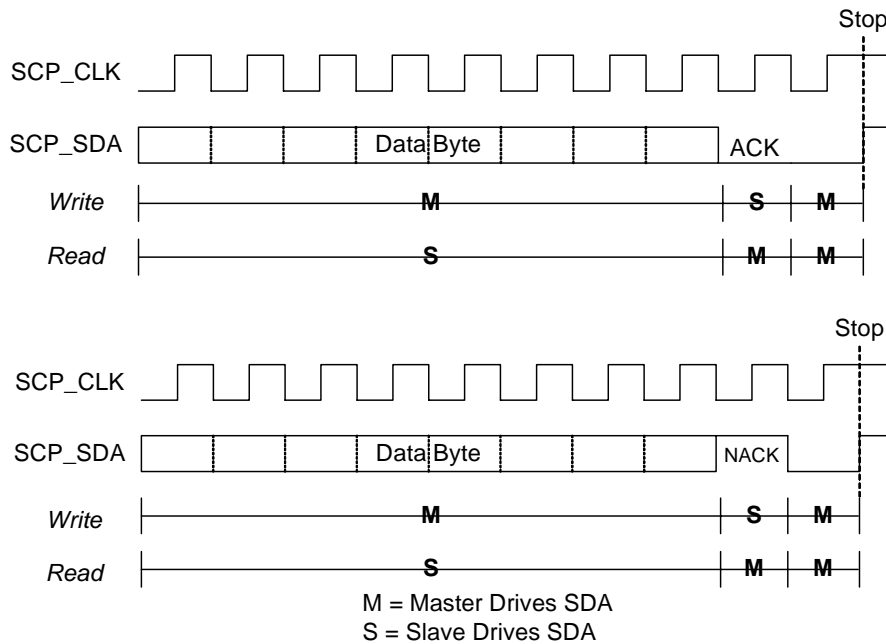 Stop
SCP_CLK
SCP_SDA
Data Byte
ACK
Write
M
S
M
Read
S
M
M
Stop
SCP_CLK
SCP_SDA
Data Byte
NACK
Write
M
S
M
Read
S
M
M
M = Master Drives SDA
S = Slave Drives SDA